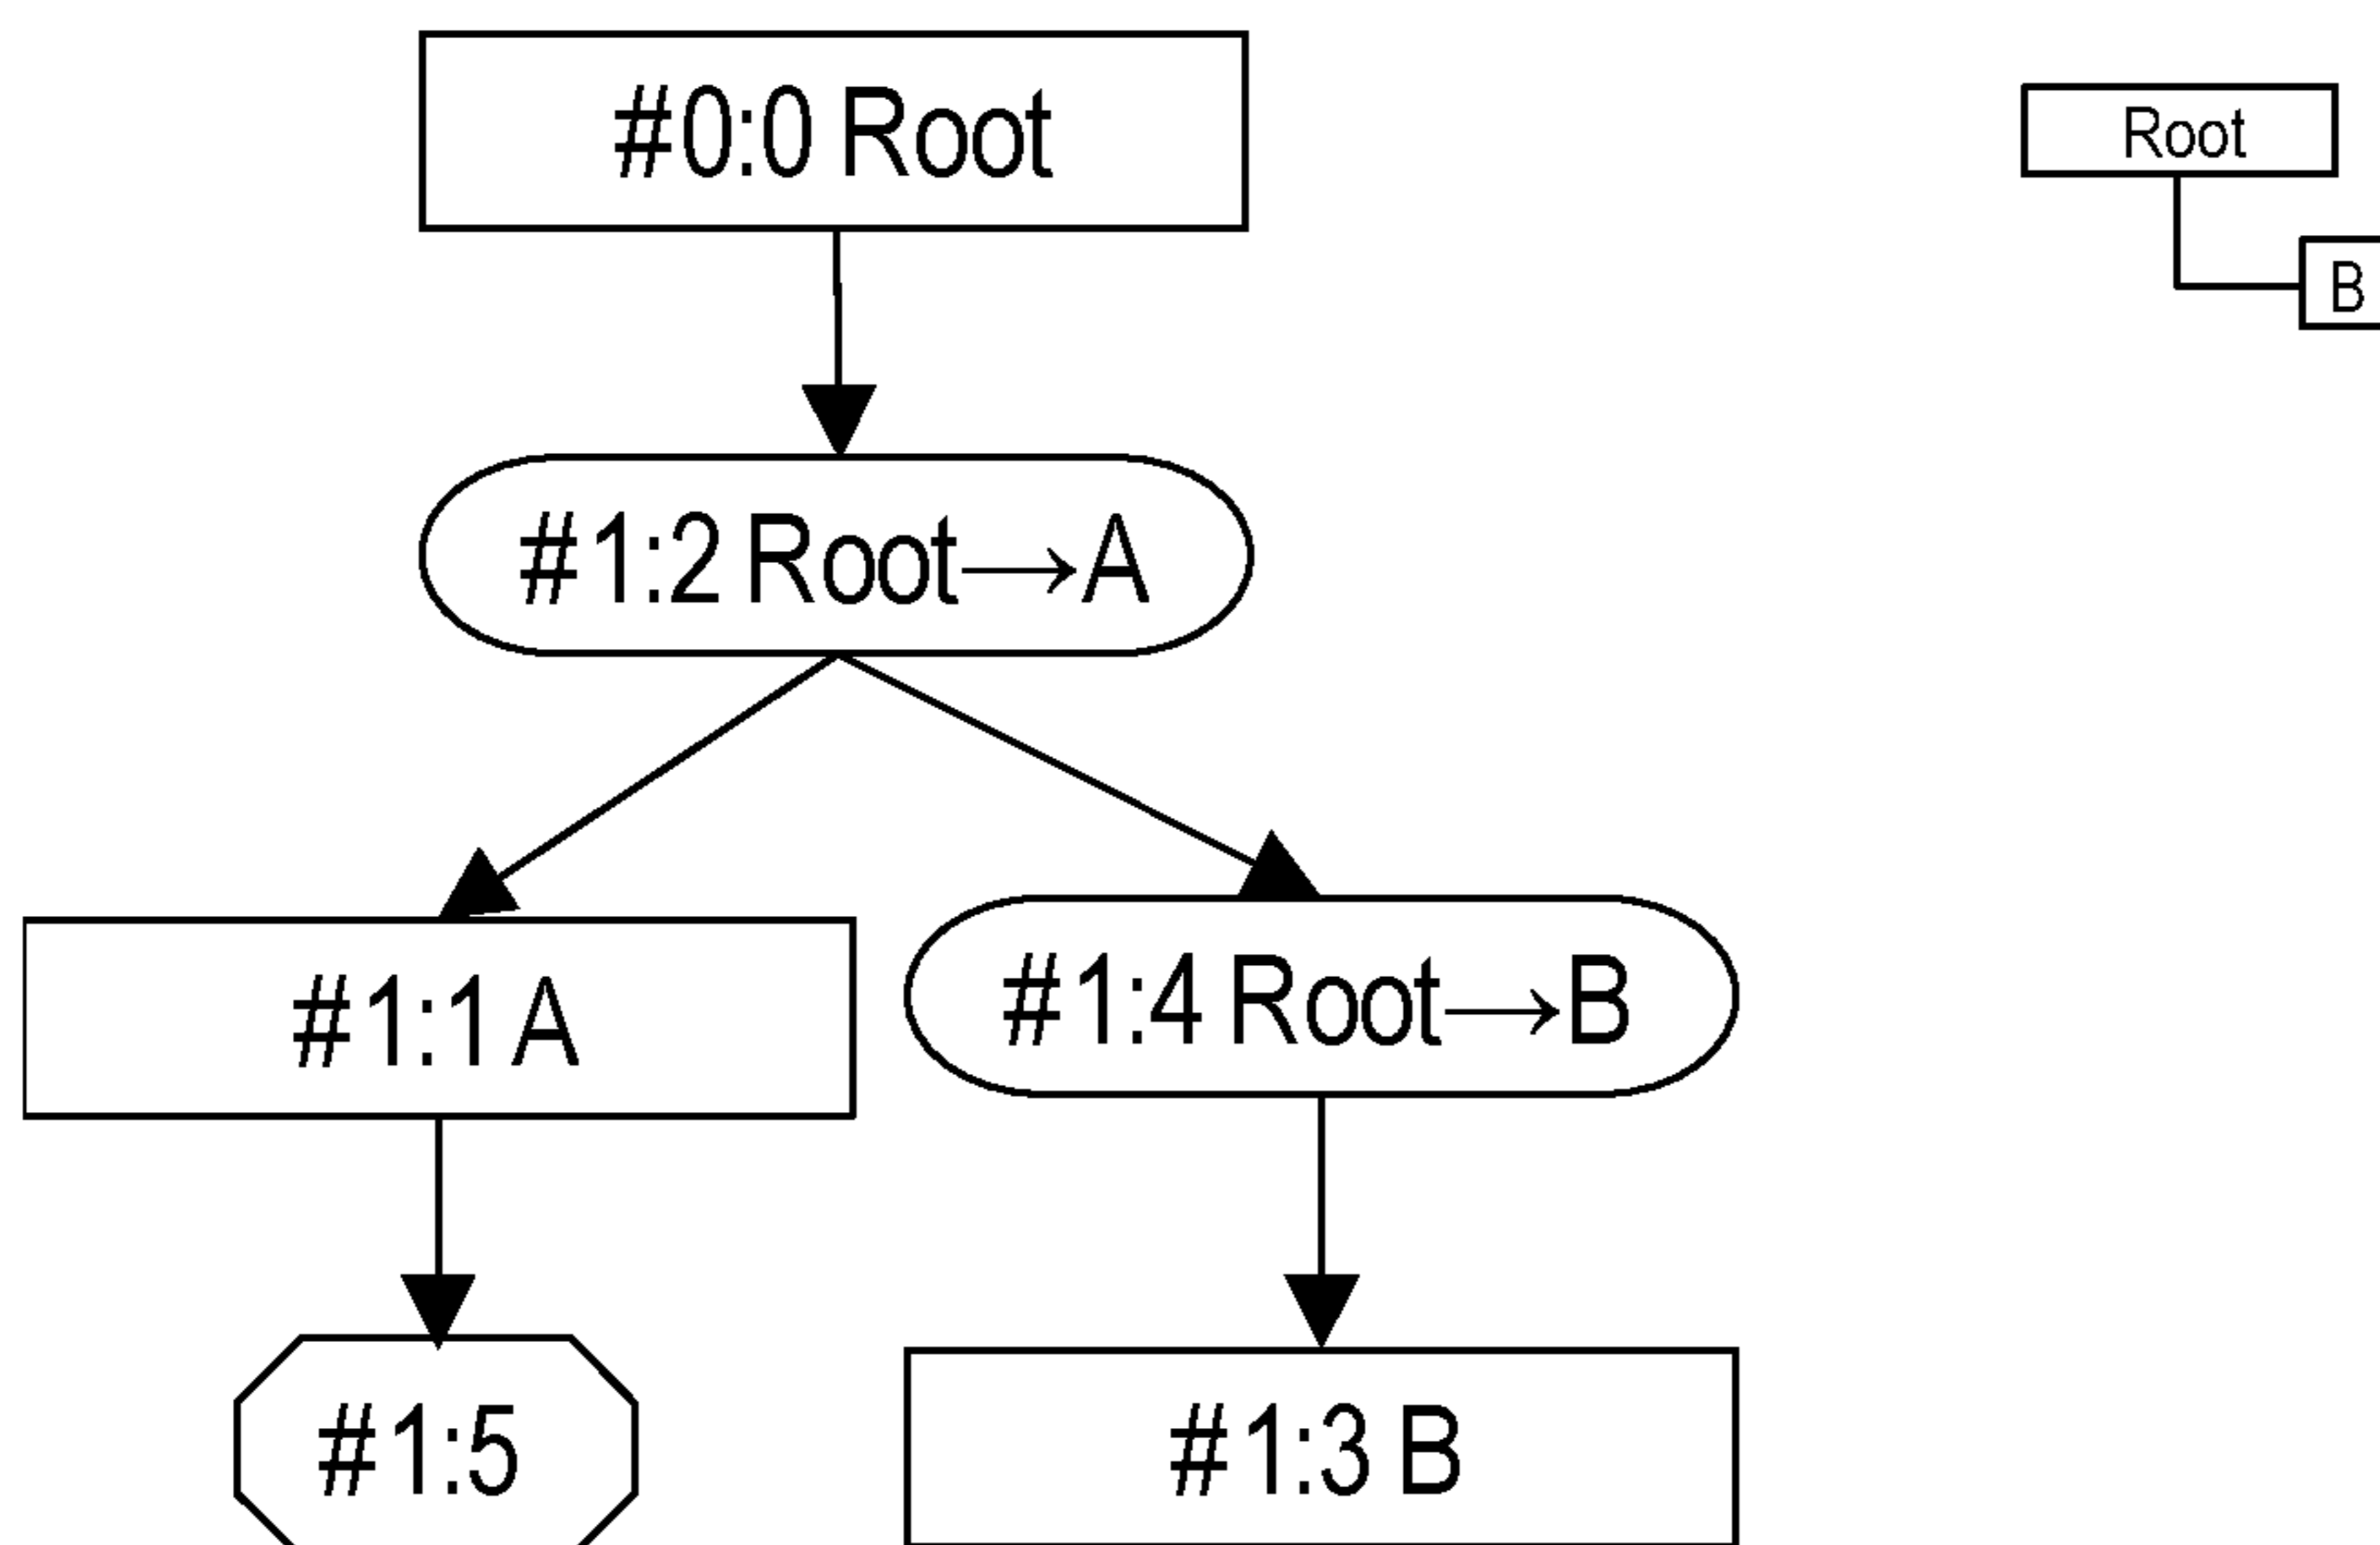 #0:0 Root
Root
B
#1:2 Root→A
#1:1 A
#1:4 Root→B
#1:5
#1:3 B